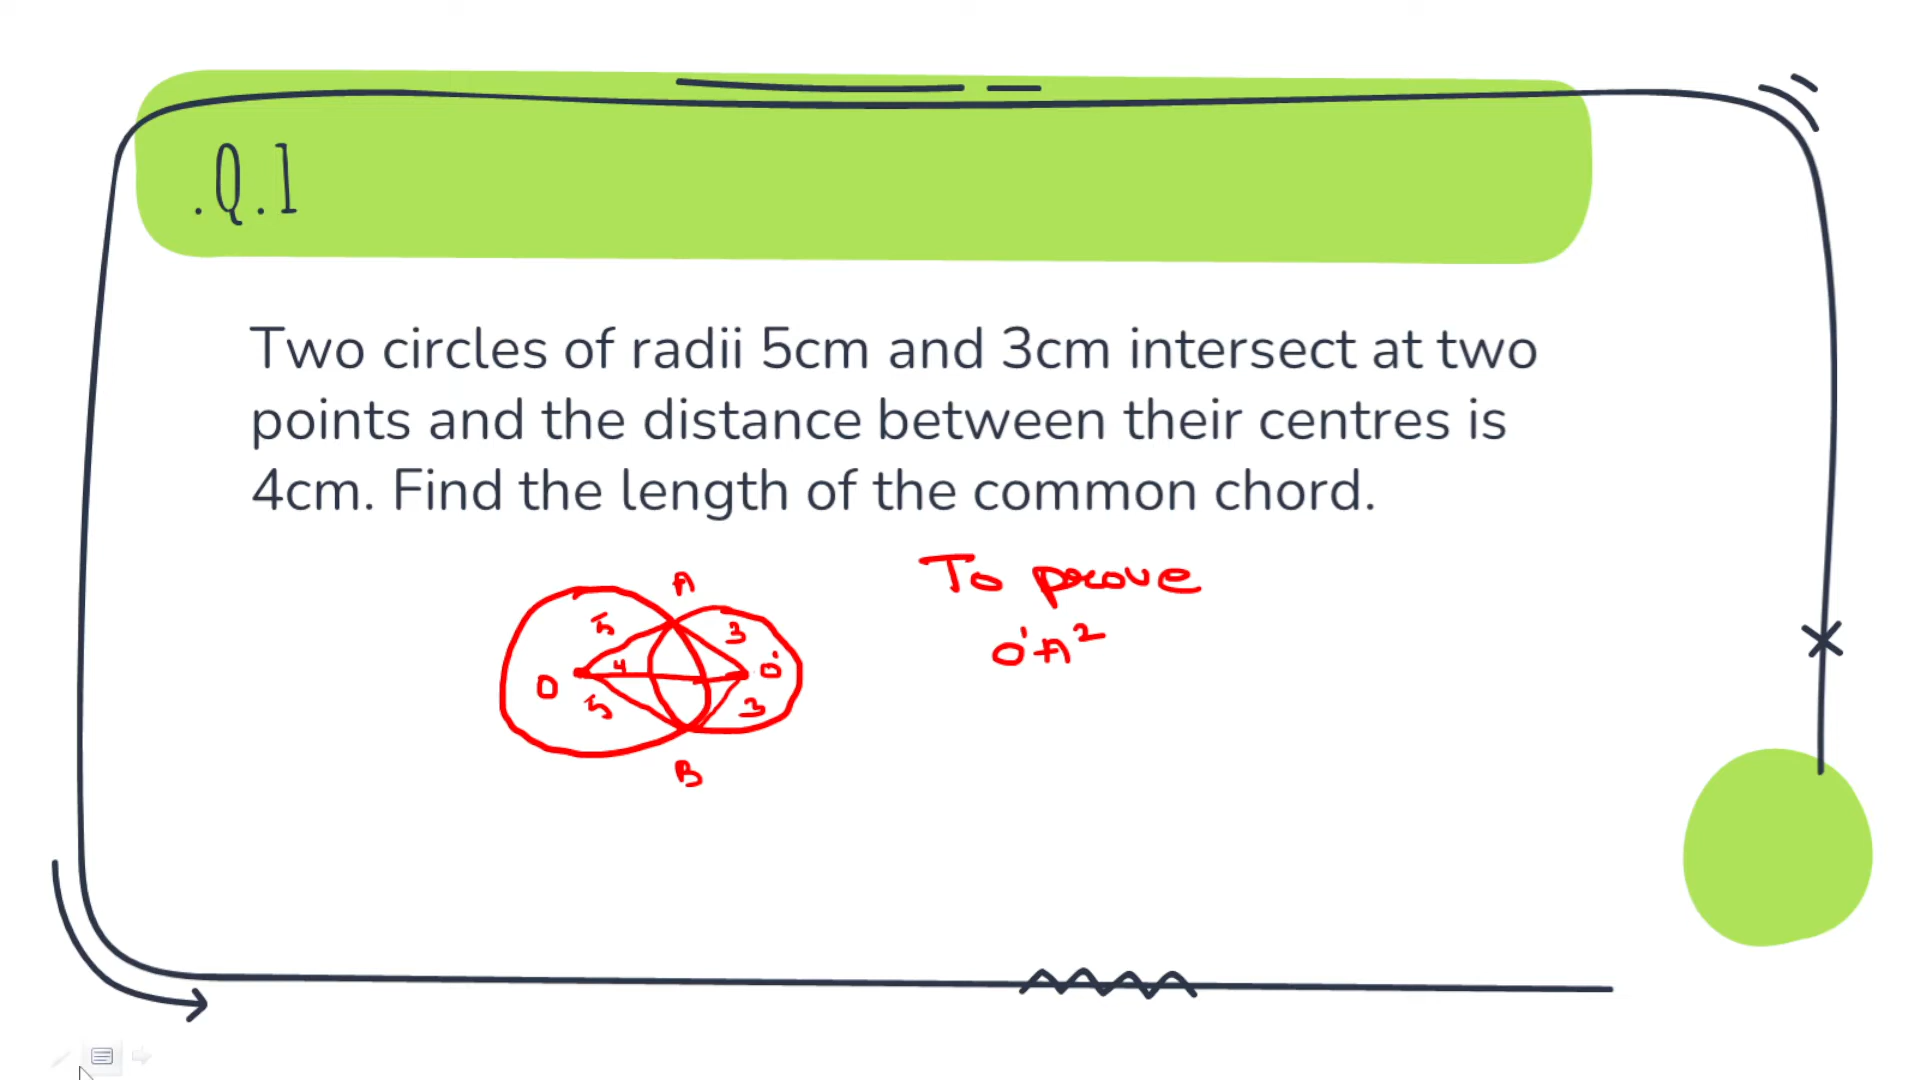 .Q.1
Two circles of radii 5cm and 3cm intersect at two
points and the distance between their centres is
4cm. Find the length of the common chord.
To prove
O'A²
A
5 3
O 4 O'
5 3
B